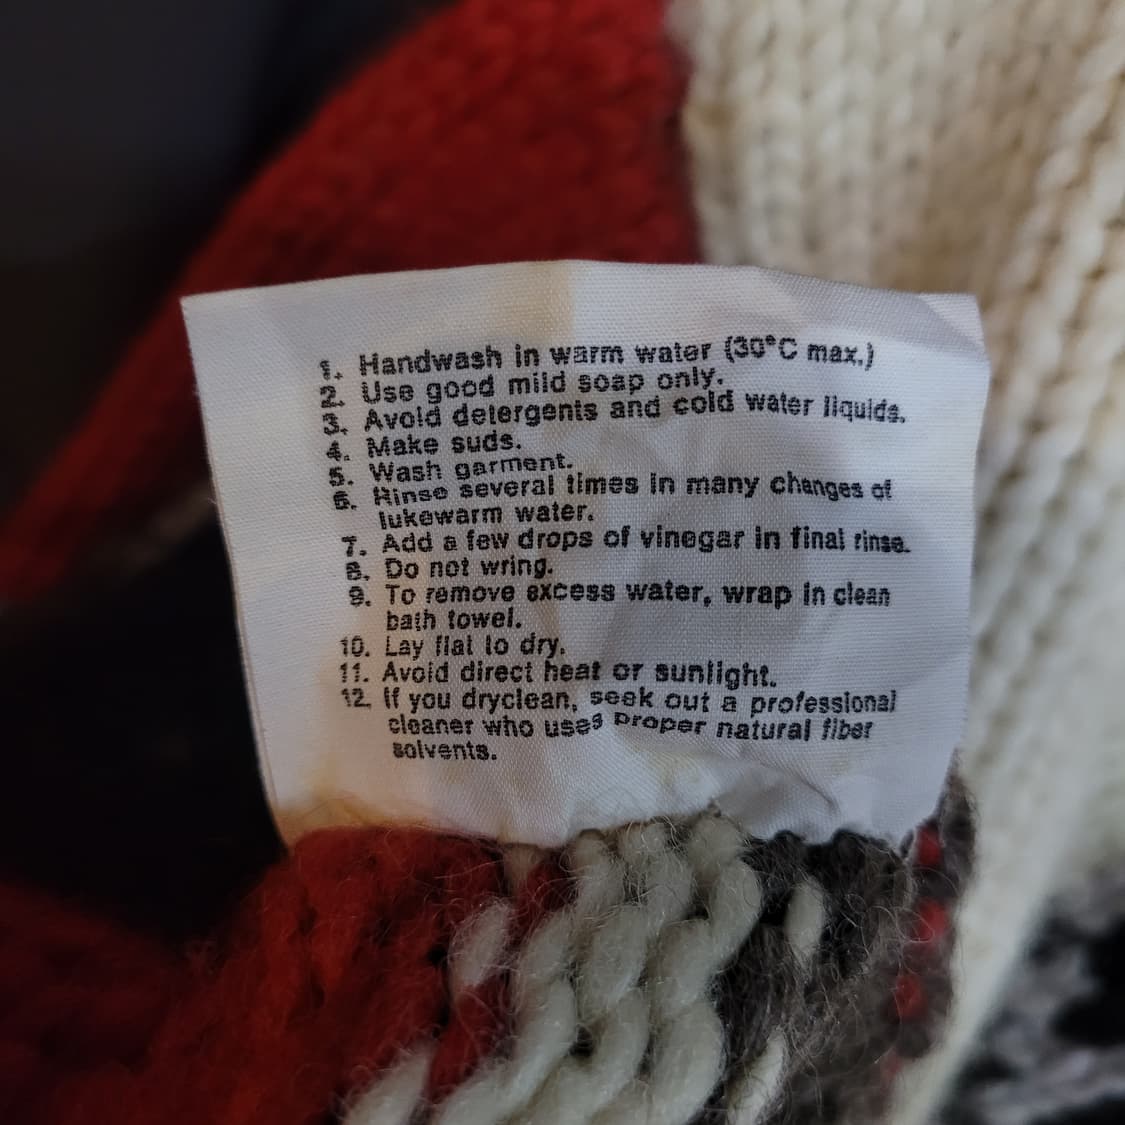 1. Handwash in warm water (30°C max.)
2. Use good mild soap only.
3. Avoid detergents and cold water liquids.
4. Make suds.
5. Wash garment.
6. Rinse several times in many changes of
lukewarm water.
7. Add a few drops of vinegar in final rinse.
8. Do not wring.
9. To remove excess water, wrap in clean
bath towel.
10. Lay flat to dry.
11. Avoid direct heat or sunlight.
12. If you dryclean, seek out a professional
cleaner who uses proper natural fiber
solvents.